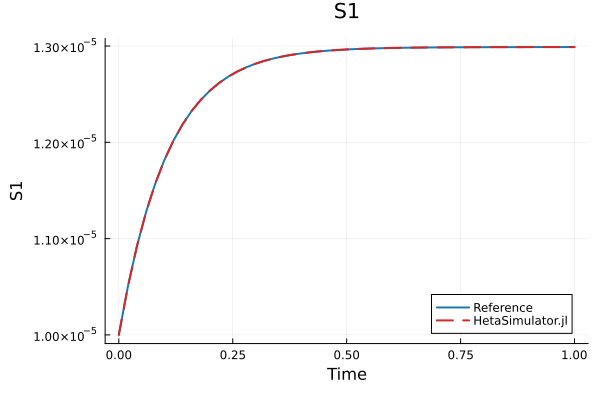 S1
1.30×10⁻⁵
1.20×10⁻⁵
1.10×10⁻⁵
1.00×10⁻⁵
S1
Reference
HetaSimulator.jl
0.00 0.25 0.50 0.75 1.00
Time